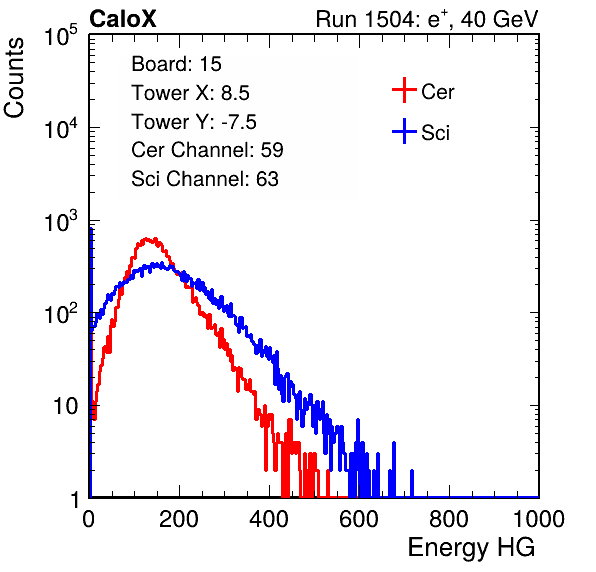 CaloX Run 1504: e⁺, 40 GeV
Counts
10⁵
10⁴
10³
10²
10
1
Board: 15
Tower X: 8.5
Tower Y: -7.5
Cer Channel: 59
Sci Channel: 63
Cer
Sci
0 200 400 600 800 1000
Energy HG